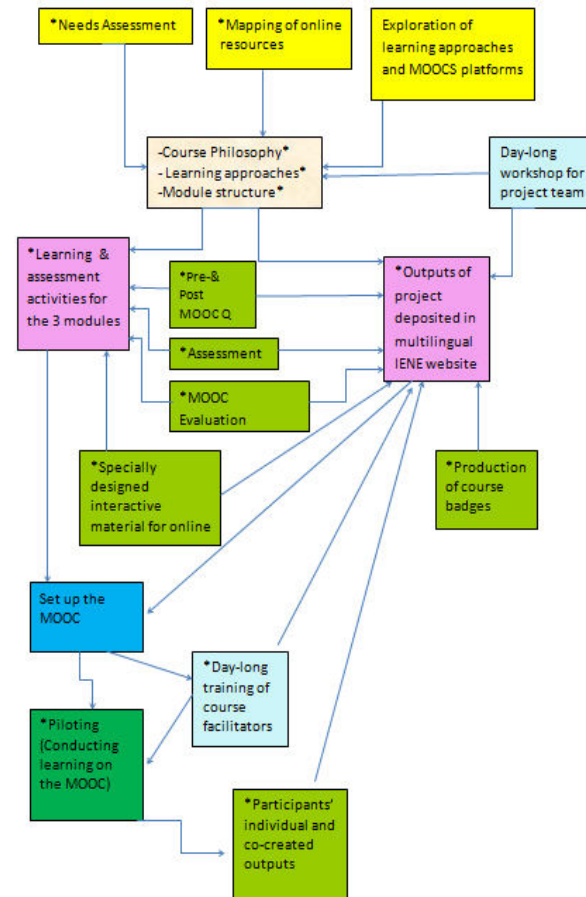 *Needs Assessment
*Mapping of online
resources
Exploration of
learning approaches
and MOOCS platforms
-Course Philosophy*
- Learning approaches*
-Module structure*
Day-long
workshop for
project team
*Learning &
assessment
activities for
the 3 modules
*Pre-&
Post
MOOC Q
*Outputs of
project
deposited in
multilingual
IENE website
*Assessment
*MOOC
Evaluation
*Specially
designed
interactive
material for online
*Production
of course
badges
Set up the
MOOC
*Day-long
training of
course
facilitators
*Piloting
(Conducting
learning on
the MOOC)
*Participants'
individual and
co-created
outputs